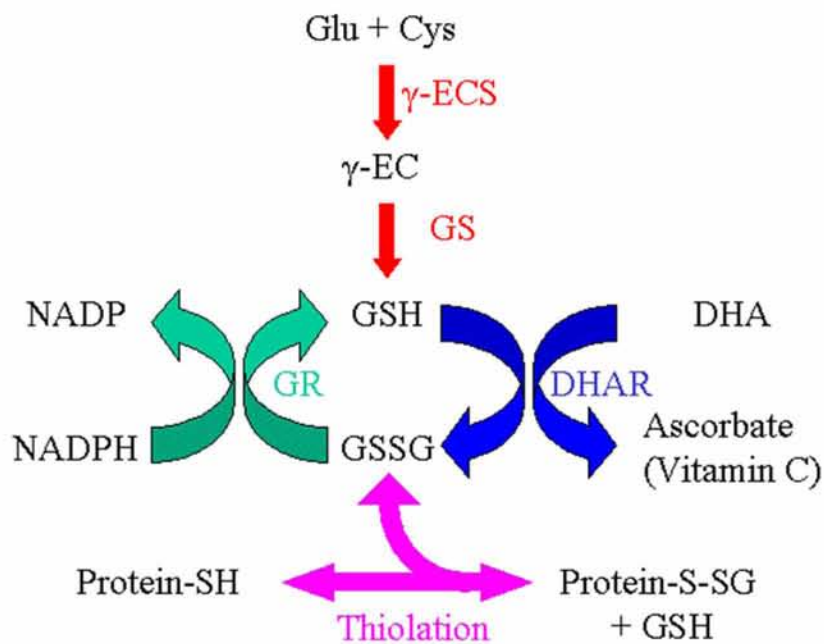 Glu + Cys
γ-ECS
γ-EC
GS
NADP
GSH
DHA
GR
DHAR
NADPH
GSSG
Ascorbate
(Vitamin C)
Protein-SH
Protein-S-SG
+ GSH
Thiolation